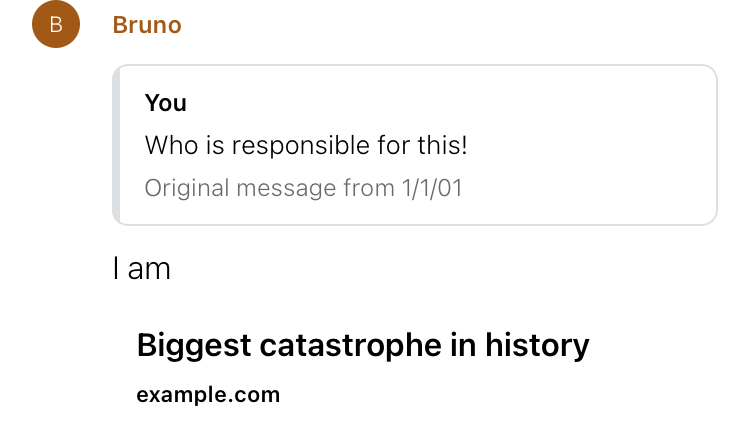 B
Bruno
You
Who is responsible for this!
Original message from 1/1/01
I am
Biggest catastrophe in history
example.com